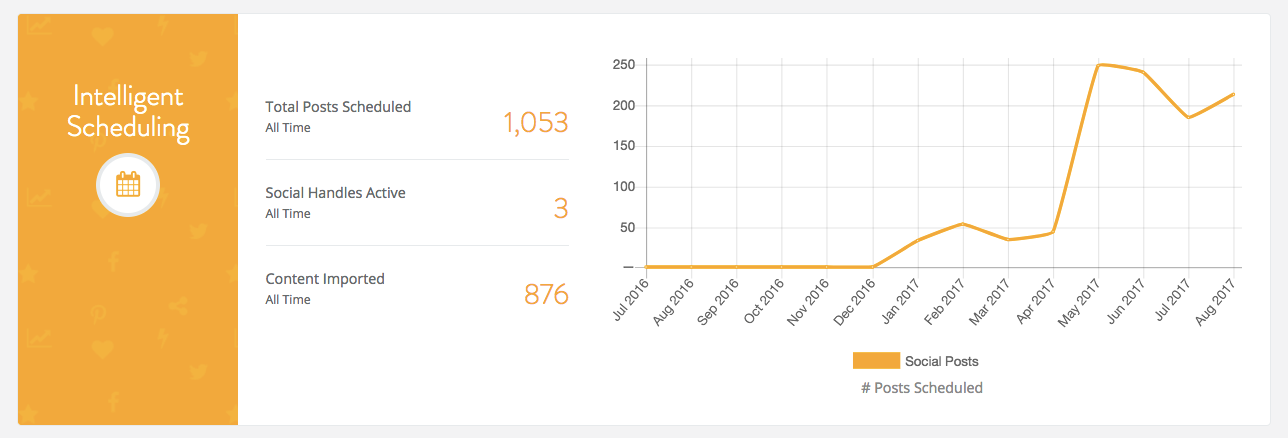 Intelligent
Scheduling
Total Posts Scheduled
All Time
1,053
Social Handles Active
All Time
3
Content Imported
All Time
876
250
200
150
100
50
—
Jul 2016
Aug 2016
Sep 2016
Oct 2016
Nov 2016
Dec 2016
Jan 2017
Feb 2017
Mar 2017
Apr 2017
May 2017
Jun 2017
Jul 2017
Aug 2017
Social Posts
# Posts Scheduled